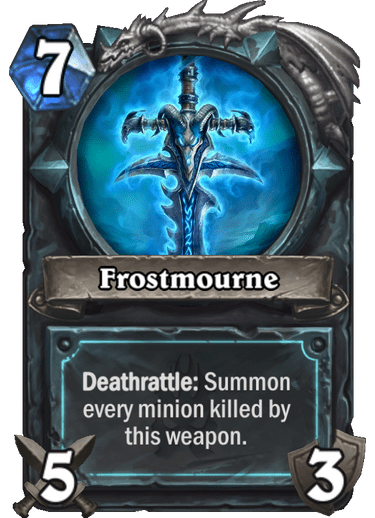 7
Frostmourne
Deathrattle: Summon
every minion killed by
this weapon.
5
3